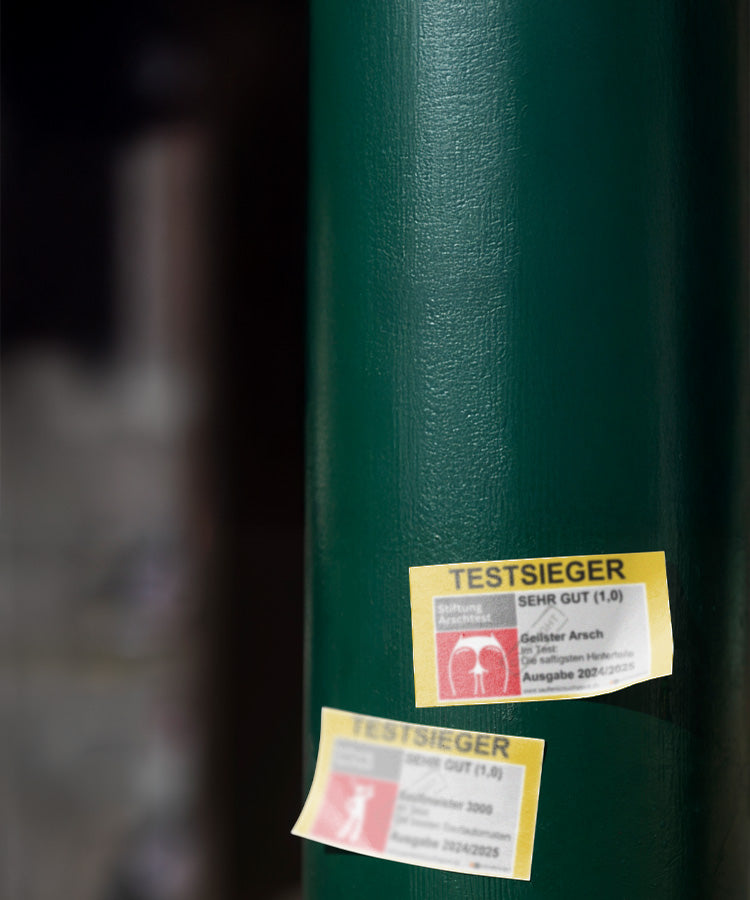 TESTSIEGER
SEHR GUT (1,0)
Stiftung
Arschtest
Geilster Arsch
Im Test:
Die saftigsten Hinterteile
Ausgabe 2024/2025
TESTSIEGER
SEHR GUT (1,0)
3000
Ausgabe 2024/2025